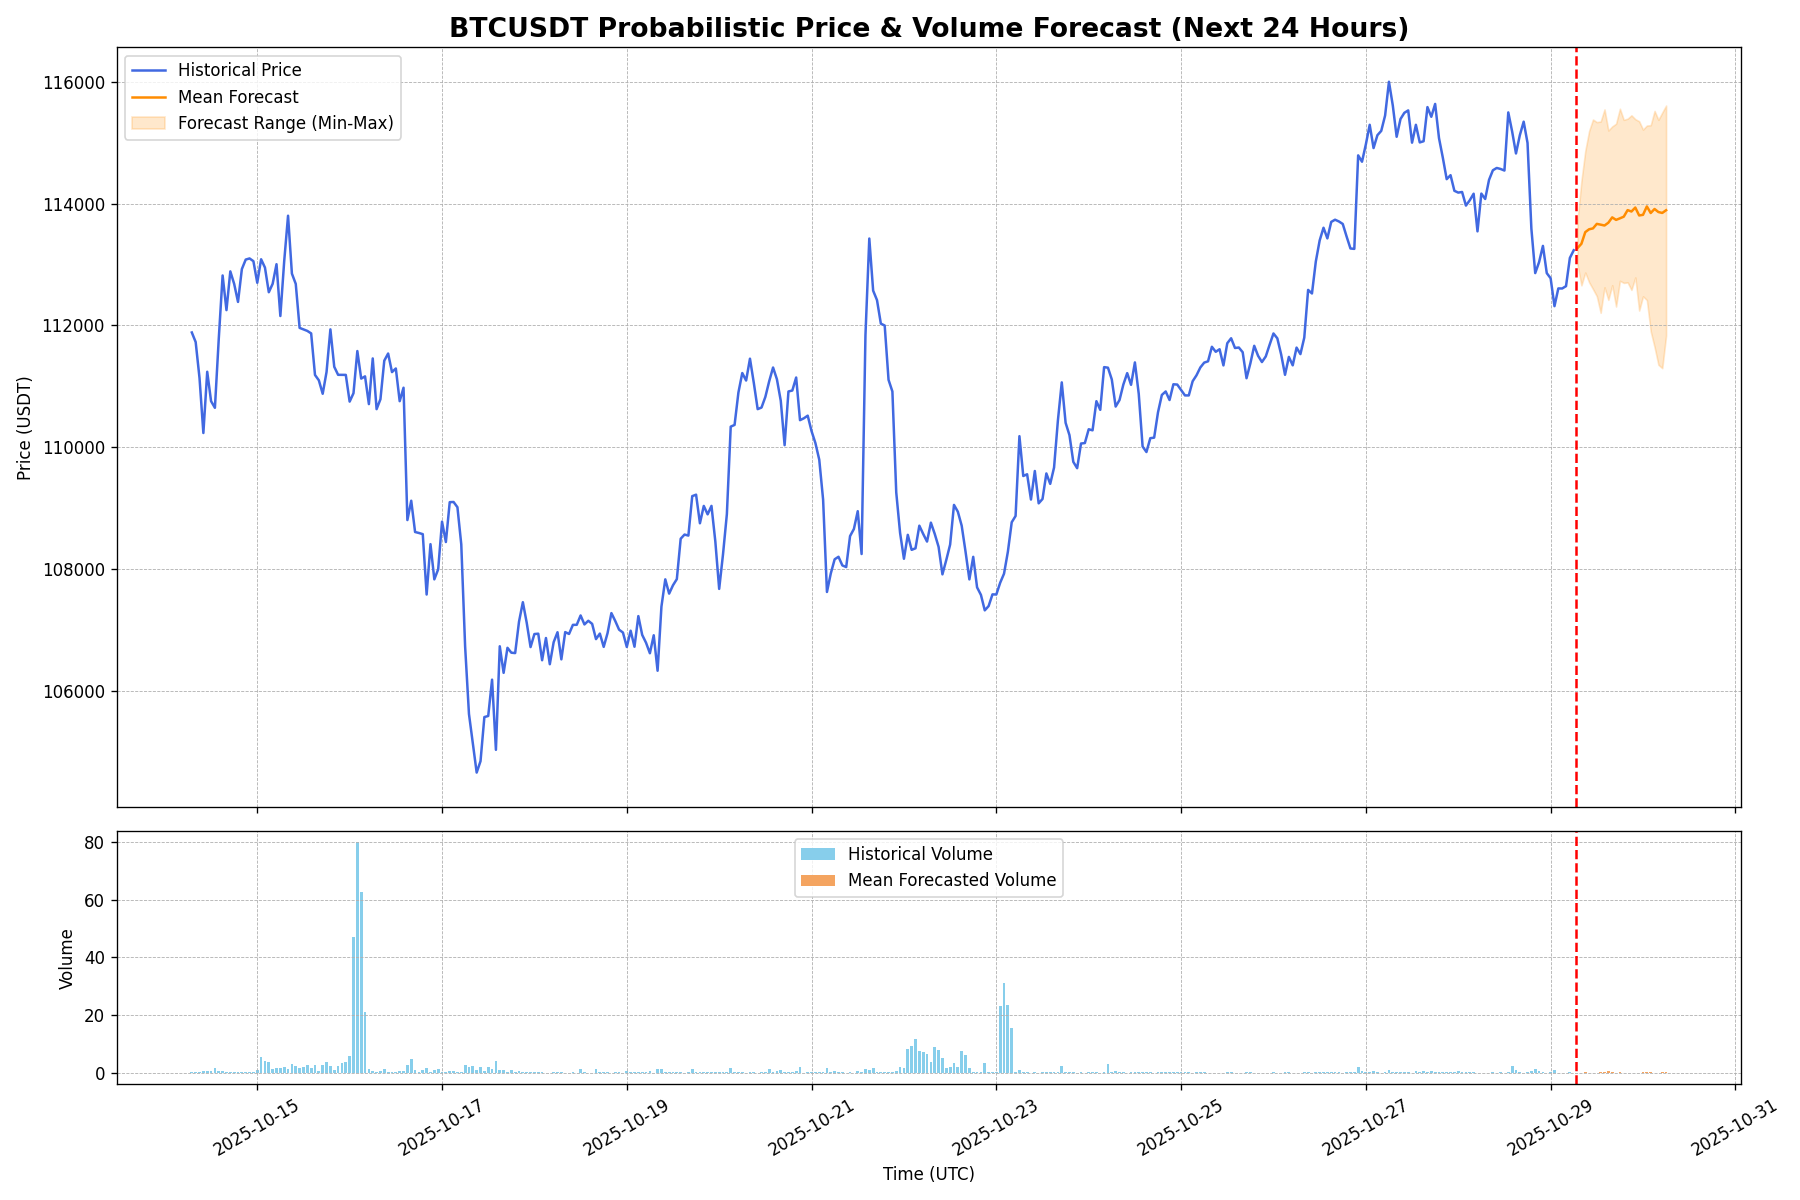 BTCUSDT Probabilistic Price & Volume Forecast (Next 24 Hours)
Historical Price
Mean Forecast
Forecast Range (Min-Max)
116000
114000
112000
110000
108000
106000
Price (USDT)
Historical Volume
Mean Forecasted Volume
80
60
40
20
0
Volume
2025-10-15
2025-10-17
2025-10-19
2025-10-21
2025-10-23
2025-10-25
2025-10-27
2025-10-29
2025-10-31
Time (UTC)